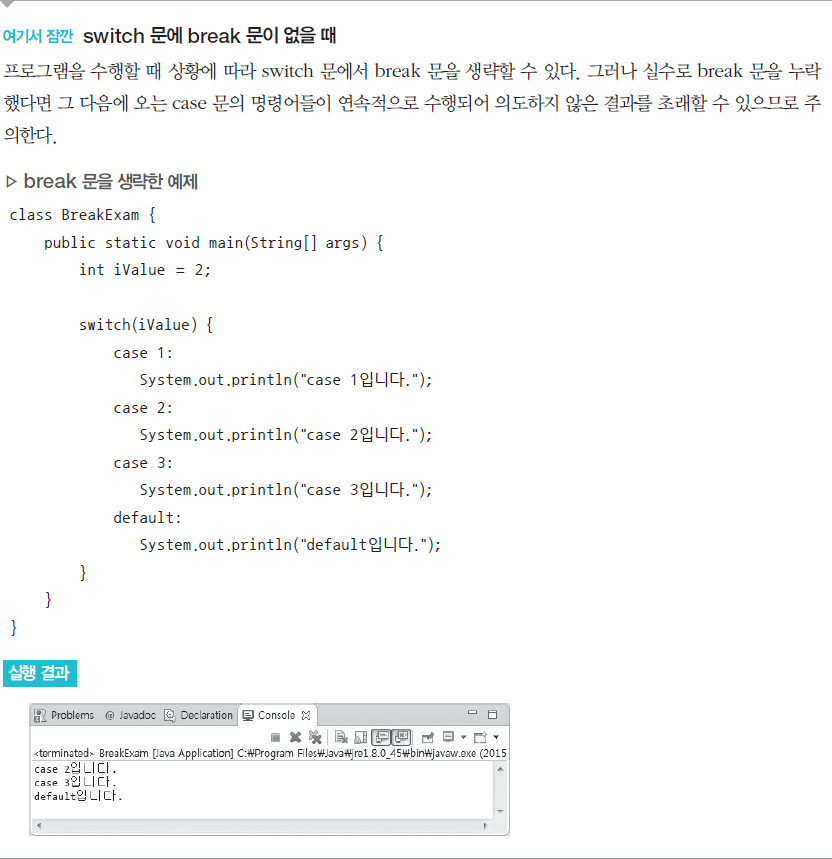 여기서 잠깐 switch 문에 break 문이 없을 때
프로그램을 수행할 때 상황에 따라 switch 문에서 break 문을 생략할 수 있다. 그러나 실수로 break 문을 누락
했다면 그 다음에 오는 case 문의 명령어들이 연속적으로 수행되어 의도하지 않은 결과를 초래할 수 있으므로 주
의한다.
▷ break 문을 생략한 예제
class BreakExam {
    public static void main(String[] args) {
        int iValue = 2;
        switch(iValue) {
            case 1:
               System.out.println("case 1입니다.");
            case 2:
               System.out.println("case 2입니다.");
            case 3:
               System.out.println("case 3입니다.");
            default:
               System.out.println("default입니다.");
        }
    }
}
실행 결과
Problems @ Javadoc Declaration Console
<terminated> BreakExam [Java Application] C:₩Program Files₩Java₩jre1.8.0_45₩bin₩javaw.exe (2015
case 2입니다.
case 3입니다.
default입니다.